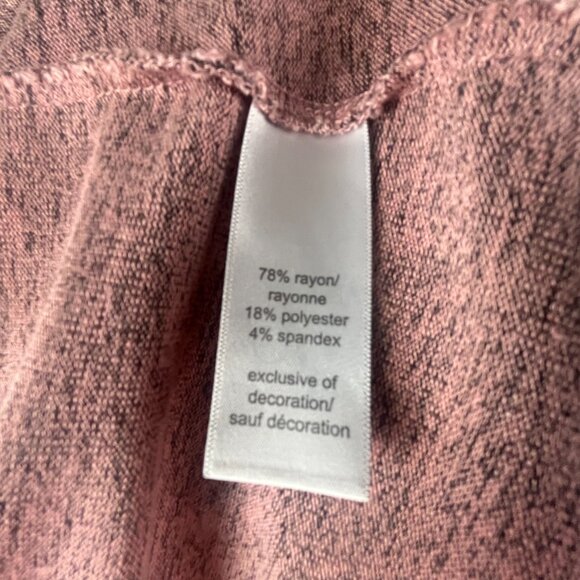 78% rayon/
rayonne
18% polyester
4% spandex
exclusive of
decoration/
sauf décoration